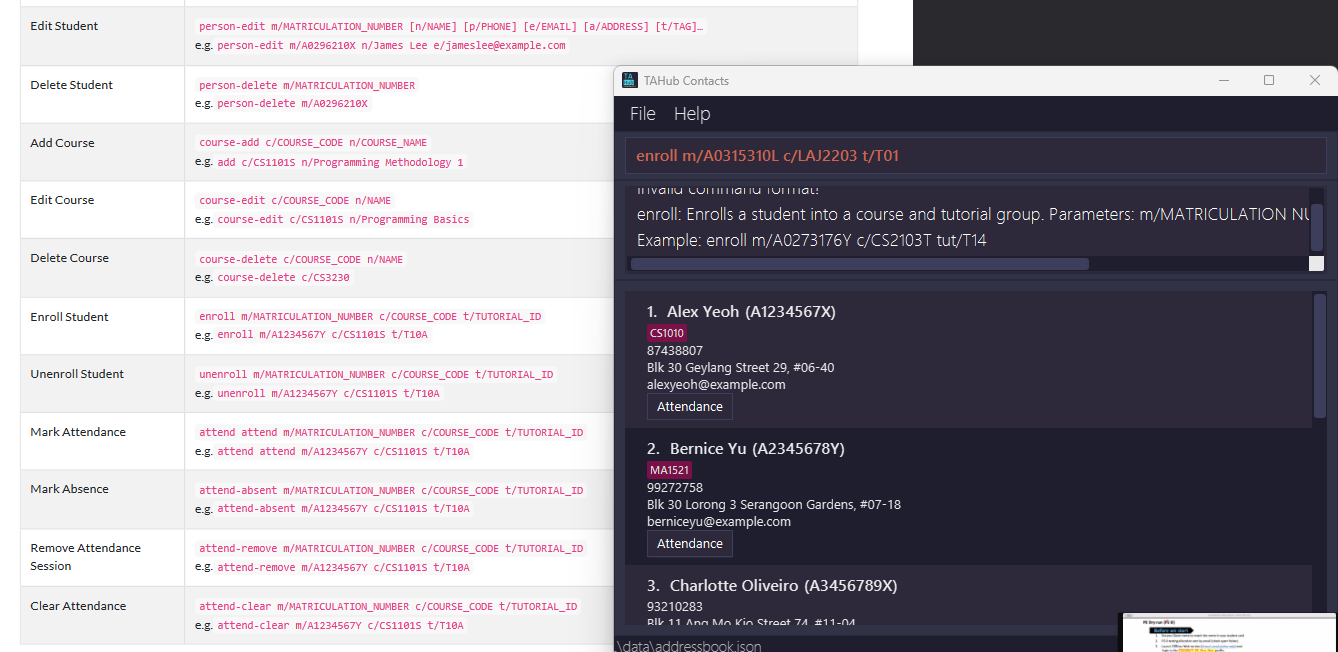 Edit Student
person-edit m/MATRICULATION_NUMBER [n/NAME] [p/PHONE] [e/EMAIL] [a/ADDRESS] [t/TAG]…
e.g. person-edit m/A0296210X n/James Lee e/jameslee@example.com
Delete Student
person-delete m/MATRICULATION_NUMBER
e.g. person-delete m/A0296210X
Add Course
course-add c/COURSE_CODE n/COURSE_NAME
e.g. add c/CS1101S n/Programming Methodology 1
Edit Course
course-edit c/COURSE_CODE n/NAME
e.g. course-edit c/CS1101S n/Programming Basics
Delete Course
course-delete c/COURSE_CODE n/NAME
e.g. course-delete c/CS3230
Enroll Student
enroll m/MATRICULATION_NUMBER c/COURSE_CODE t/TUTORIAL_ID
e.g. enroll m/A1234567Y c/CS1101S t/T10A
Unenroll Student
unenroll m/MATRICULATION_NUMBER c/COURSE_CODE t/TUTORIAL_ID
e.g. unenroll m/A1234567Y c/CS1101S t/T10A
Mark Attendance
attend attend m/MATRICULATION_NUMBER c/COURSE_CODE t/TUTORIAL_ID
e.g. attend attend m/A1234567Y c/CS1101S t/T10A
Mark Absence
attend-absent m/MATRICULATION_NUMBER c/COURSE_CODE t/TUTORIAL_ID
e.g. attend-absent m/A1234567Y c/CS1101S t/T10A
Remove Attendance
Session
attend-remove m/MATRICULATION_NUMBER c/COURSE_CODE t/TUTORIAL_ID
e.g. attend-remove m/A1234567Y c/CS1101S t/T10A
Clear Attendance
attend-clear m/MATRICULATION_NUMBER c/COURSE_CODE t/TUTORIAL_ID
e.g. attend-clear m/A1234567Y c/CS1101S t/T10A
TAHub Contacts
File Help
enroll m/A0315310L c/LAJ2203 t/T01
Invalid command format!
enroll: Enrolls a student into a course and tutorial group. Parameters: m/MATRICULATION NU
Example: enroll m/A0273176Y c/CS2103T tut/T14
1. Alex Yeoh (A1234567X)
CS1010
87438807
Blk 30 Geylang Street 29, #06-40
alexyeoh@example.com
Attendance
2. Bernice Yu (A2345678Y)
MA1521
99272758
Blk 30 Lorong 3 Serangoon Gardens, #07-18
berniceyu@example.com
Attendance
3. Charlotte Oliveiro (A3456789X)
93210283
Blk 11 Ang Mo Kio Street 74, #11-04
\data\addressbook.json